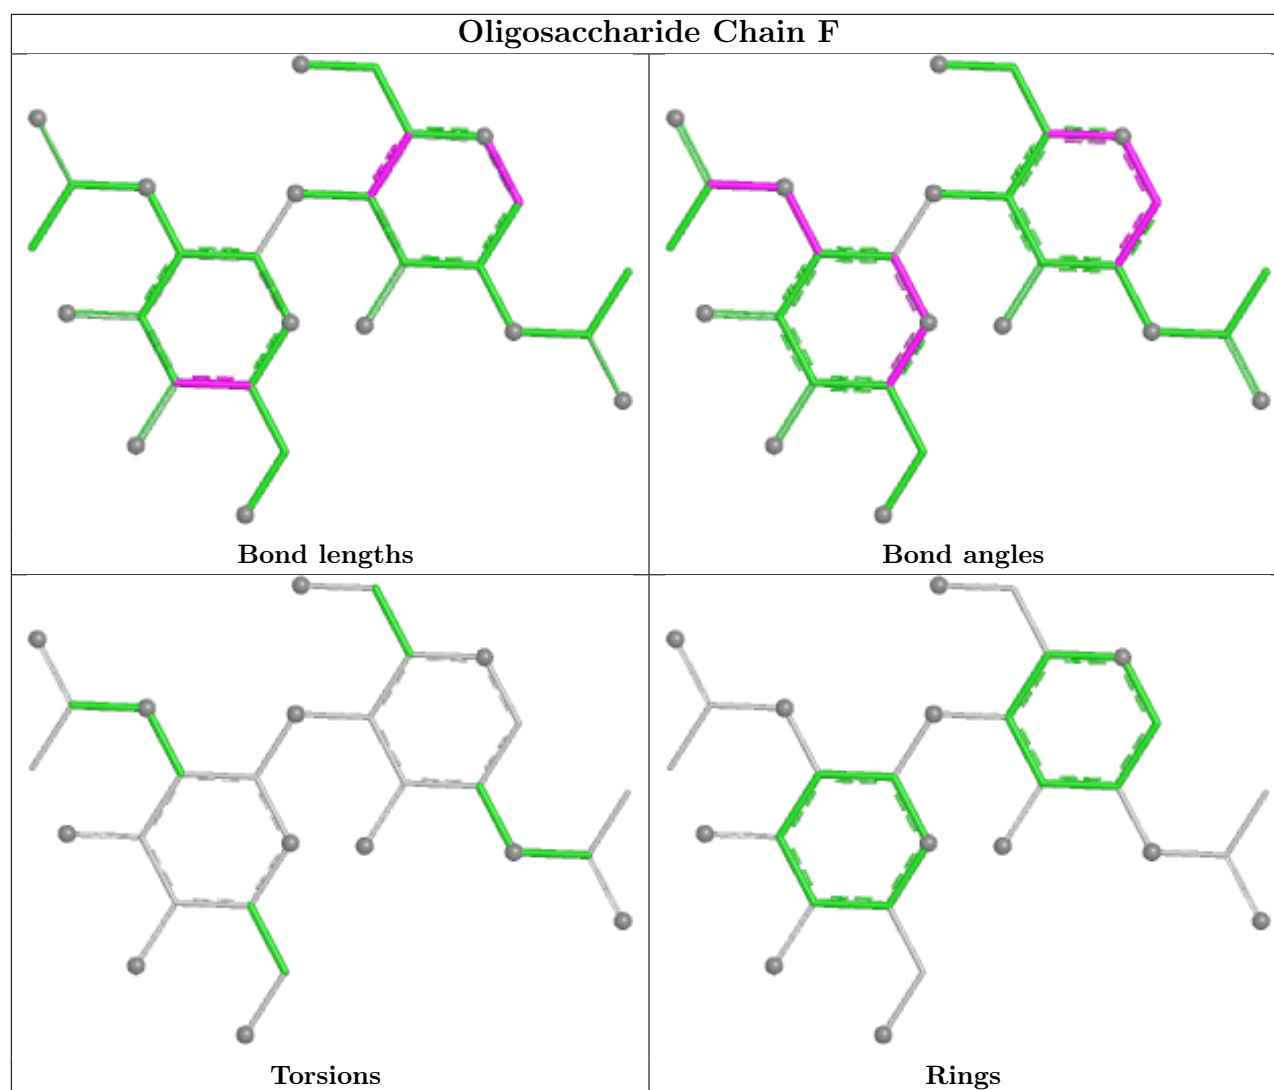 Oligosaccharide Chain F
Bond lengths
Bond angles
Torsions
Rings